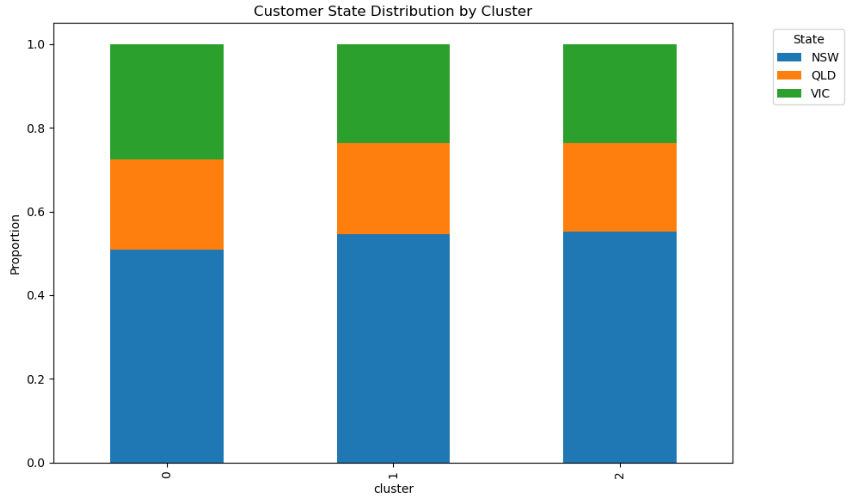 Customer State Distribution by Cluster
State
NSW
QLD
VIC
Proportion
1.0
0.8
0.6
0.4
0.2
0.0
0
1
2
cluster